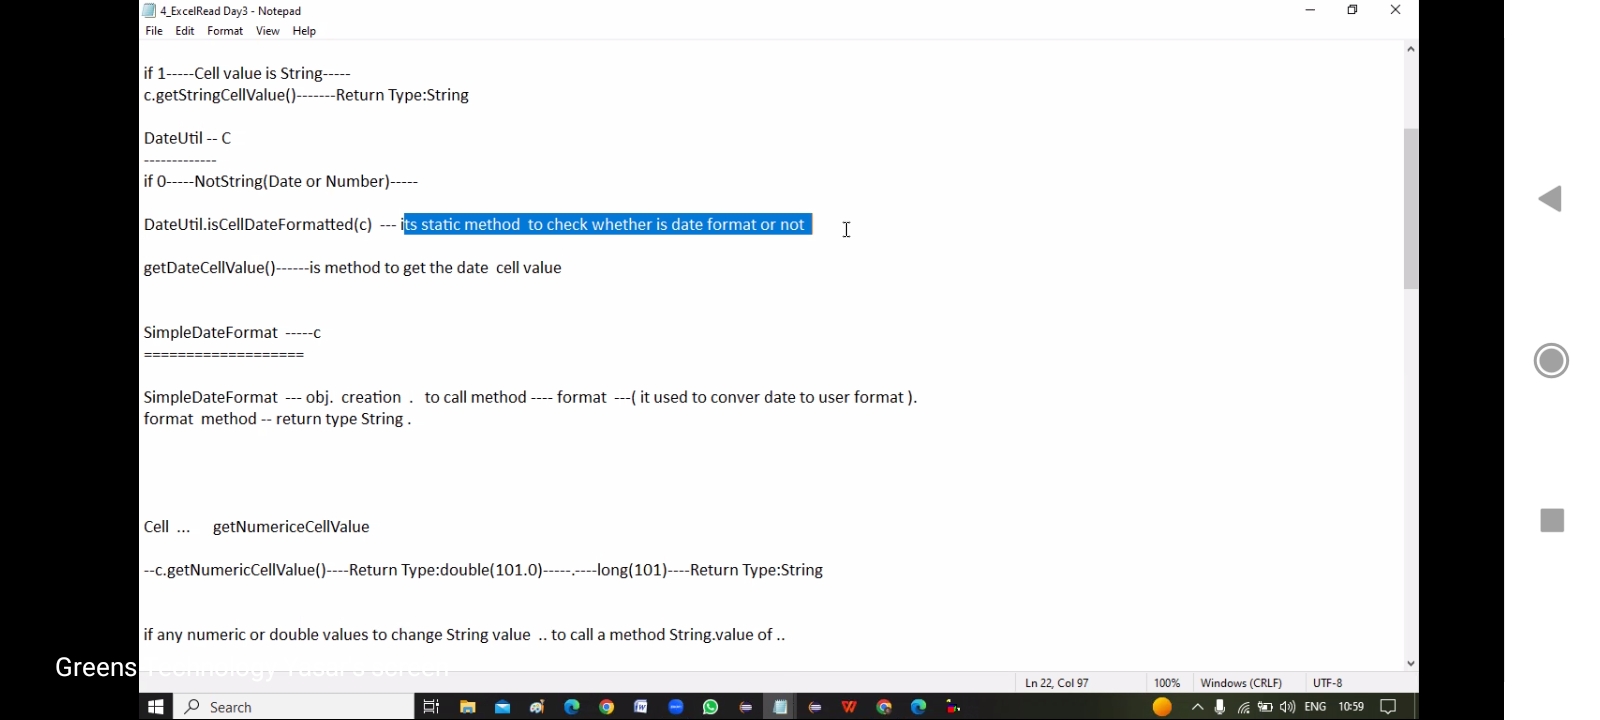 4_ExcelRead Day3 - Notepad
File Edit Format View Help
if 1-----Cell value is String-----
c.getStringCellValue()-------Return Type:String
DateUtil -- C
-------------
if 0-----NotString(Date or Number)-----
DateUtil.isCellDateFormatted(c)  --- its static method  to check whether is date format or not
getDateCellValue()------is method to get the date  cell value
SimpleDateFormat  -----c
===================
SimpleDateFormat  --- obj.  creation  .   to call method ---- format  ---( it used to conver date to user format ).
format  method -- return type String .
Cell  ...     getNumericeCellValue
--c.getNumericCellValue()----Return Type:double(101.0)-----.----long(101)----Return Type:String
if any numeric or double values to change String value  .. to call a method String.value of ..
Greens Technology Yasar's screen
Ln 22, Col 97 100% Windows (CRLF) UTF-8
Search ENG 10:59